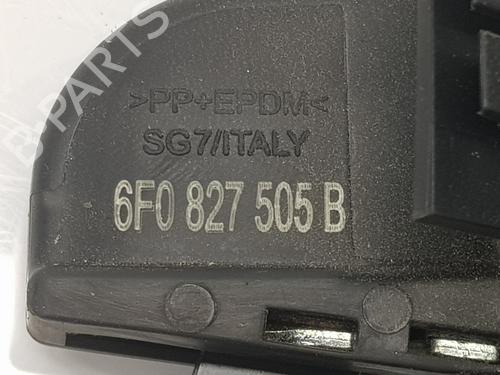 B PARTS
>PP+EPDM<
SG7/ITALY
6F0 827 505 B